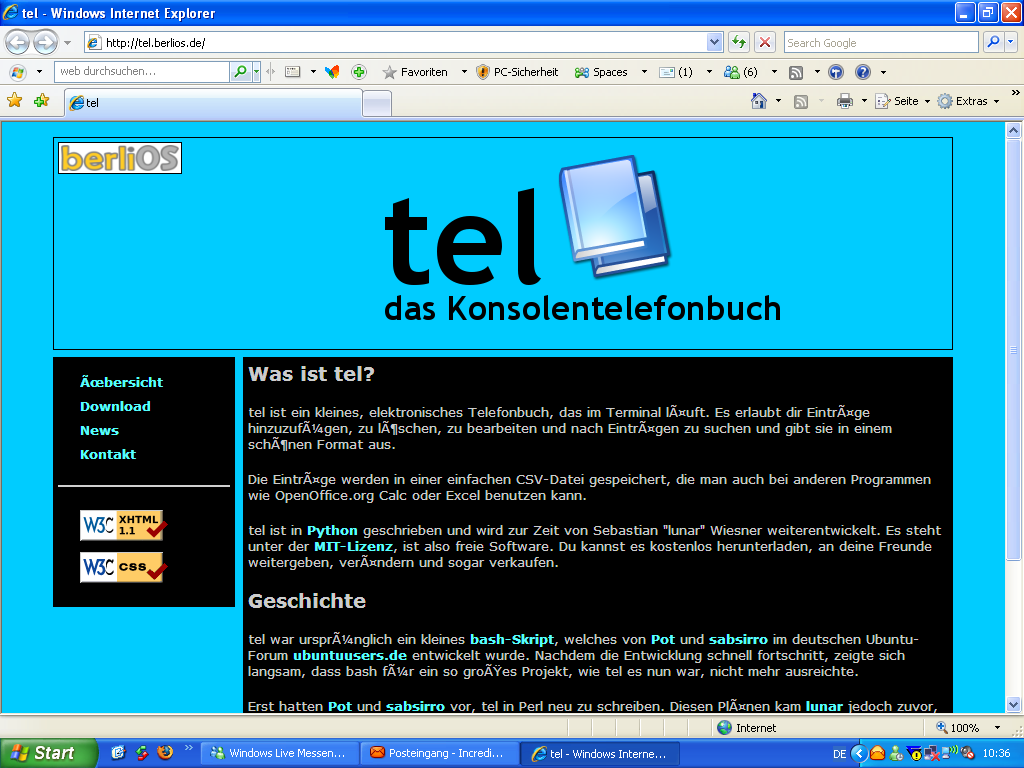 tel - Windows Internet Explorer
http://tel.berlios.de/
Search Google
web durchsuchen...
Favoriten
PC-Sicherheit
Spaces
(1)
(6)
tel
Seite
Extras
berliOS
tel
das Konsolentelefonbuch
Ãœbersicht
Download
News
Kontakt
W3C XHTML 1.1
W3C css
Was ist tel?
tel ist ein kleines, elektronisches Telefonbuch, das im Terminal lÃ¤uft. Es erlaubt dir EintrÃ¤ge
hinzuzufÃ¼gen, zu lÃ¶schen, zu bearbeiten und nach EintrÃ¤gen zu suchen und gibt sie in einem
schÃ¶nen Format aus.
Die EintrÃ¤ge werden in einer einfachen CSV-Datei gespeichert, die man auch bei anderen Programmen
wie OpenOffice.org Calc oder Excel benutzen kann.
tel ist in Python geschrieben und wird zur Zeit von Sebastian "lunar" Wiesner weiterentwickelt. Es steht
unter der MIT-Lizenz, ist also freie Software. Du kannst es kostenlos herunterladen, an deine Freunde
weitergeben, verÃ¤ndern und sogar verkaufen.
Geschichte
tel war ursprÃ¼nglich ein kleines bash-Skript, welches von Pot und sabsirro im deutschen Ubuntu-
Forum ubuntuusers.de entwickelt wurde. Nachdem die Entwicklung schnell fortschritt, zeigte sich
langsam, dass bash fÃ¼r ein so groÃŸes Projekt, wie tel es nun war, nicht mehr ausreichte.
Erst hatten Pot und sabsirro vor, tel in Perl neu zu schreiben. Diesen PlÃ¤nen kam lunar jedoch zuvor,
Internet
100%
Start
Windows Live Messen...
Posteingang - Incredi...
tel - Windows Interne...
DE
10:36